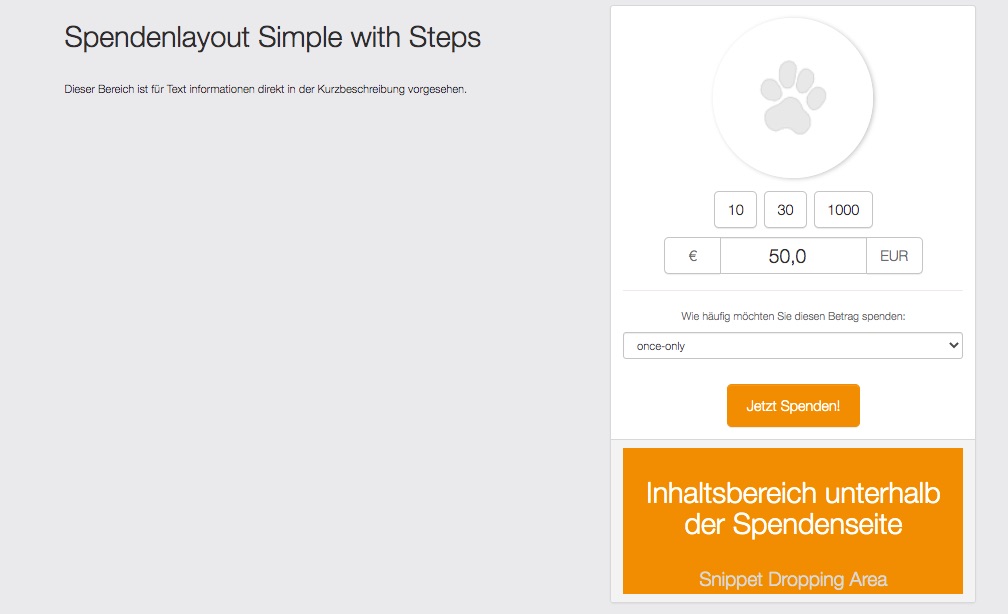 Spendenlayout Simple with Steps
Dieser Bereich ist für Text informationen direkt in der Kurzbeschreibung vorgesehen.
10 30 1000
€ 50,0 EUR
Wie häufig möchten Sie diesen Betrag spenden:
once-only
Jetzt Spenden!
Inhaltsbereich unterhalb
der Spendenseite
Snippet Dropping Area